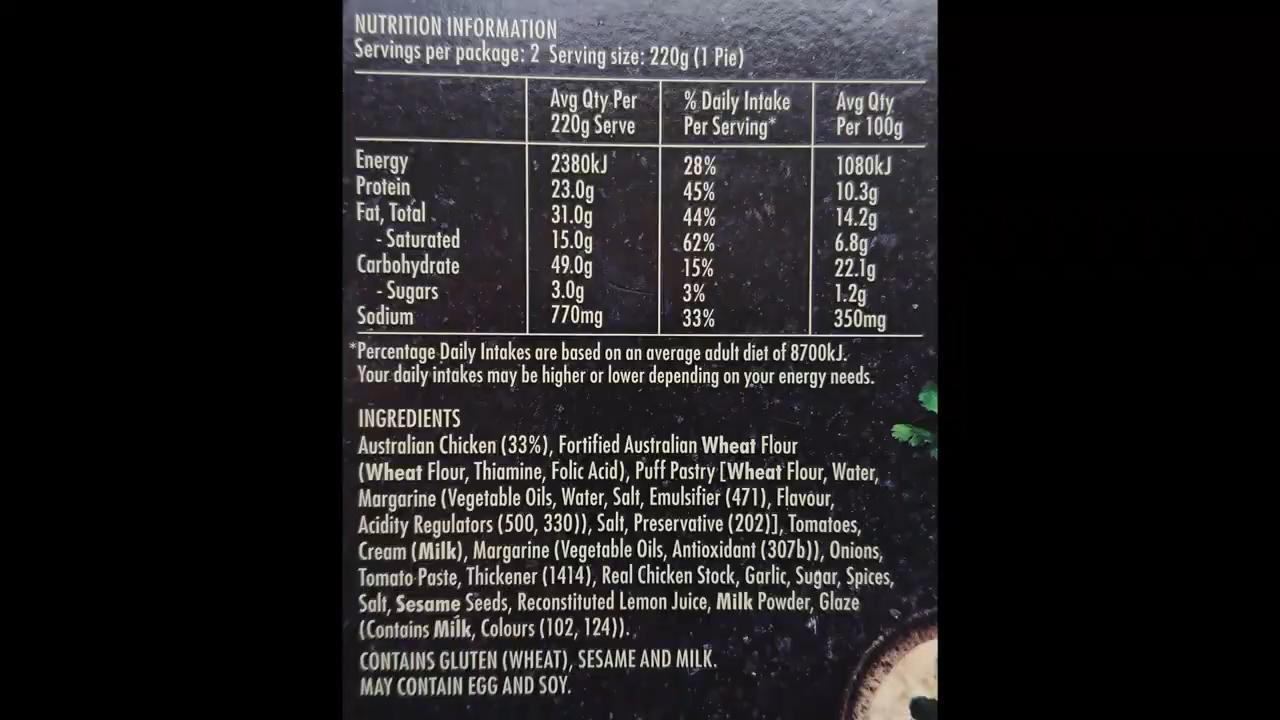 NUTRITION INFORMATION
Servings per package: 2 Serving size: 220g (1 Pie)
Avg Qty Per 220g Serve % Daily Intake Per Serving* Avg Qty Per 100g
Energy 2380kJ 28% 1080kJ
Protein 23.0g 45% 10.3g
Fat, Total 31.0g 44% 14.2g
- Saturated 15.0g 62% 6.8g
Carbohydrate 49.0g 15% 22.1g
- Sugars 3.0g 3% 1.2g
Sodium 770mg 33% 350mg
*Percentage Daily Intakes are based on an average adult diet of 8700kJ.
Your daily intakes may be higher or lower depending on your energy needs.
INGREDIENTS
Australian Chicken (33%), Fortified Australian Wheat Flour
(Wheat Flour, Thiamine, Folic Acid), Puff Pastry [Wheat Flour, Water,
Margarine (Vegetable Oils, Water, Salt, Emulsifier (471), Flavour,
Acidity Regulators (500, 330)), Salt, Preservative (202)], Tomatoes,
Cream (Milk), Margarine (Vegetable Oils, Antioxidant (307b)), Onions,
Tomato Paste, Thickener (1414), Real Chicken Stock, Garlic, Sugar, Spices,
Salt, Sesame Seeds, Reconstituted Lemon Juice, Milk Powder, Glaze
(Contains Milk, Colours (102, 124)).
CONTAINS GLUTEN (WHEAT), SESAME AND MILK.
MAY CONTAIN EGG AND SOY.